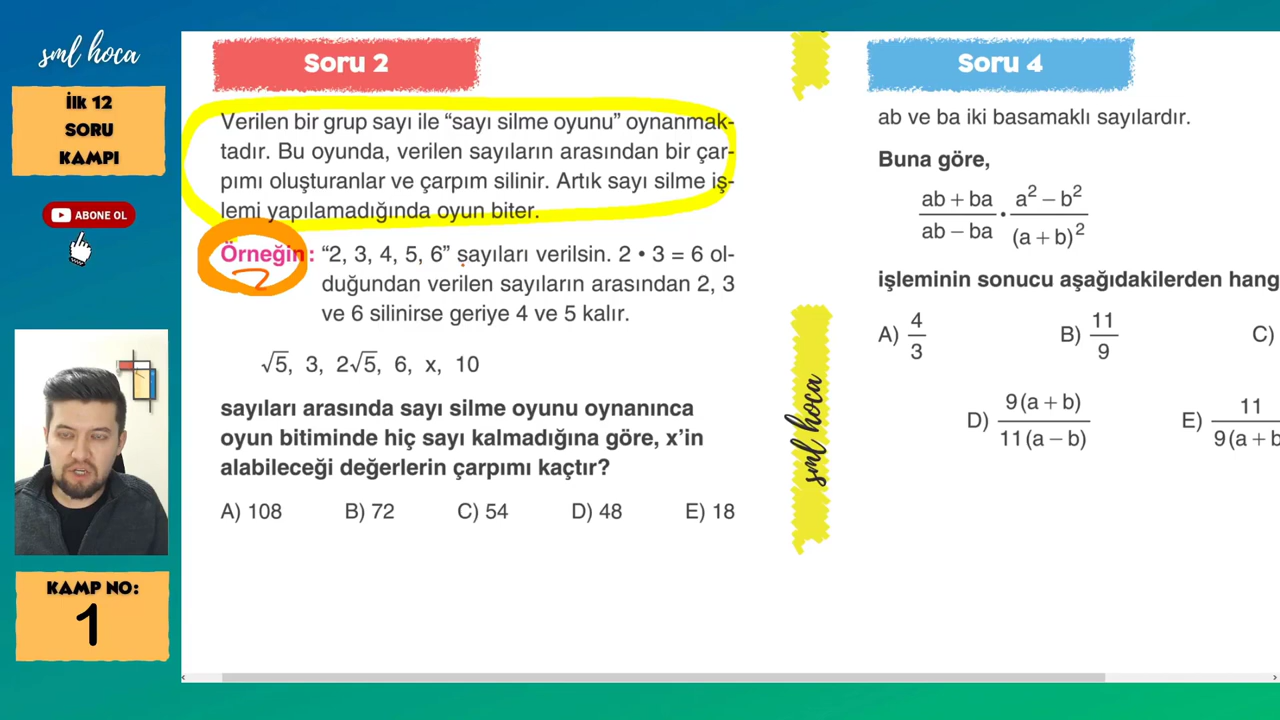 sml hoca
İlk 12
SORU
KAMPI
ABONE OL
KAMP NO:
1
Soru 2
Verilen bir grup sayı ile “sayı silme oyunu” oynanmak-
tadır. Bu oyunda, verilen sayıların arasından bir çar-
pımı oluşturanlar ve çarpım silinir. Artık sayı silme iş-
lemi yapılamadığında oyun biter.
Örneğin: “2, 3, 4, 5, 6” sayıları verilsin. 2 • 3 = 6 ol-
2
duğundan verilen sayıların arasından 2, 3
ve 6 silinirse geriye 4 ve 5 kalır.
√5, 3, 2√5, 6, x, 10
sayıları arasında sayı silme oyunu oynanınca
oyun bitiminde hiç sayı kalmadığına göre, x’in
alabileceği değerlerin çarpımı kaçtır?
A) 108 B) 72 C) 54 D) 48 E) 18
sml hoca
Soru 4
ab ve ba iki basamaklı sayılardır.
Buna göre,
ab + ba / ab − ba • a² − b² / (a + b)²
işleminin sonucu aşağıdakilerden hang
A) 4/3 B) 11/9 C)
D) 9(a + b) / 11(a − b) E) 11 / 9(a + b